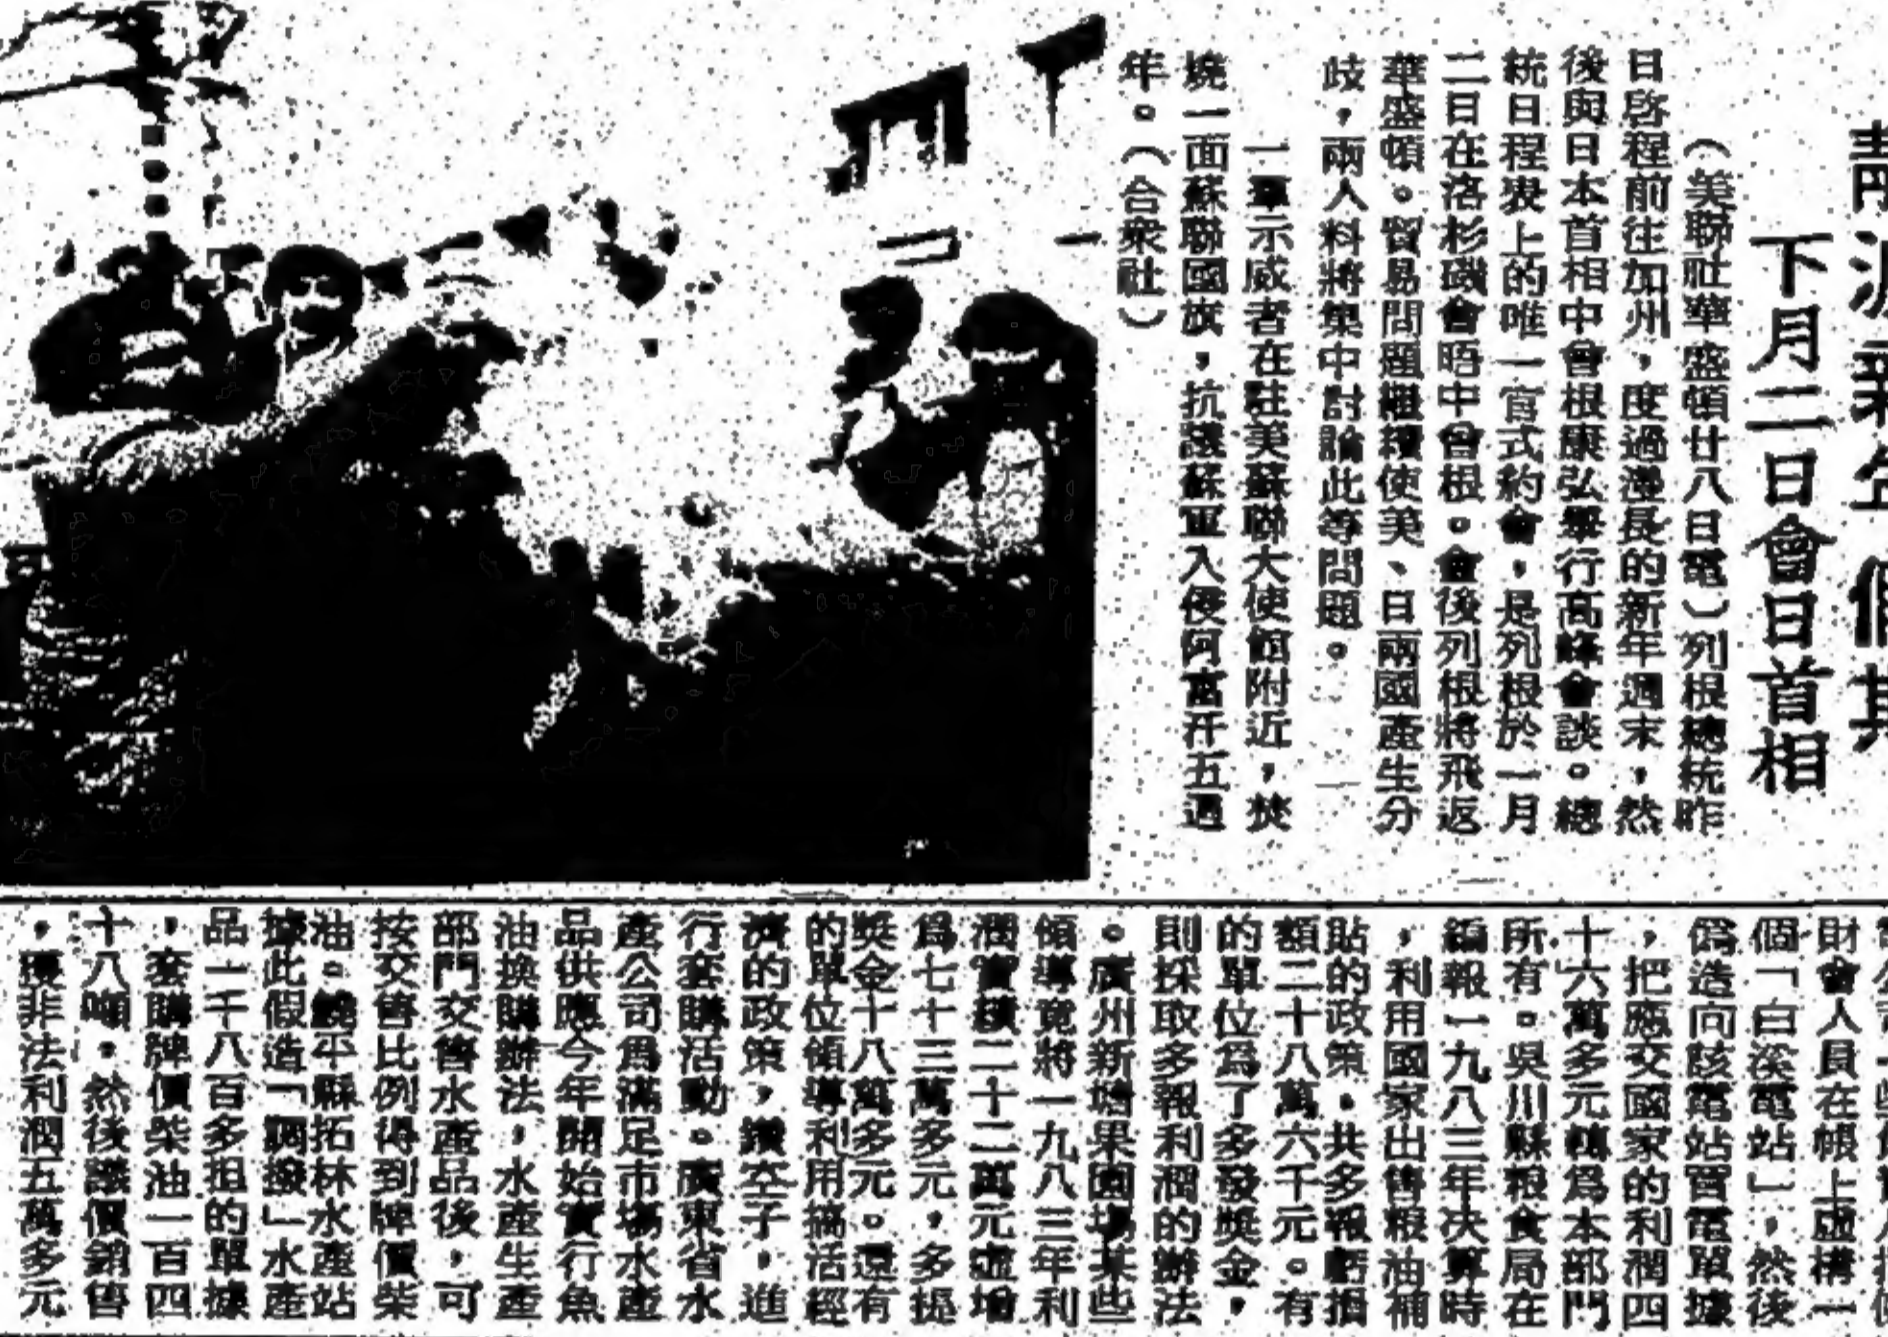 新年假期
下月二日會日首相
（美聯社華盛頓廿八日電）列根總統昨
日啓程前往加州，度過漫長的新年週末，然
後與日本首相中曾根康弘舉行高峰會談。總
統日程表上的唯一官式約會，是列根於一月
二日在洛杉磯會晤中曾根。會後列根將飛返
華盛頓。貿易問題繼續使美、日兩國產生分
歧，兩人料將集中討論此等問題。
一羣示威者在駐美蘇聯大使館附近，焚
燒一面蘇聯國旗，抗議蘇軍入侵阿富汗五週
年。（合衆社）
財會人員在帳上虛構一
個「白溪電站」，然後
僞造向該電站買電單據
，把應交國家的利潤四
十六萬多元轉爲本部門
所有。吳川縣粮食局在
編報一九八三年决算時
，利用國家出售粮油補
貼的政策，共多報虧損
額二十八萬六千元。有
的單位爲了多發獎金，
則採取多報利潤的辦法
。廣州新塘果園場某些
領導竟將一九八三年利
潤實績二十二萬元虛增
爲七十三萬多元，多提
獎金十八萬多元。還有
的單位領導利用搞活經
濟的政策，鑽空子，進
行套購活動。廣東省水
產公司爲滿足市場水產
品供應今年開始實行魚
油換購辦法，水產生產
部門交售水產品後，可
按交售比例得到牌價柴
油。饒平縣拓林水產站
據此假造「調撥」水產
品一千八百多担的單據
，套購牌價柴油一百四
十八噸，然後議價銷售
，獲非法利潤五萬多元